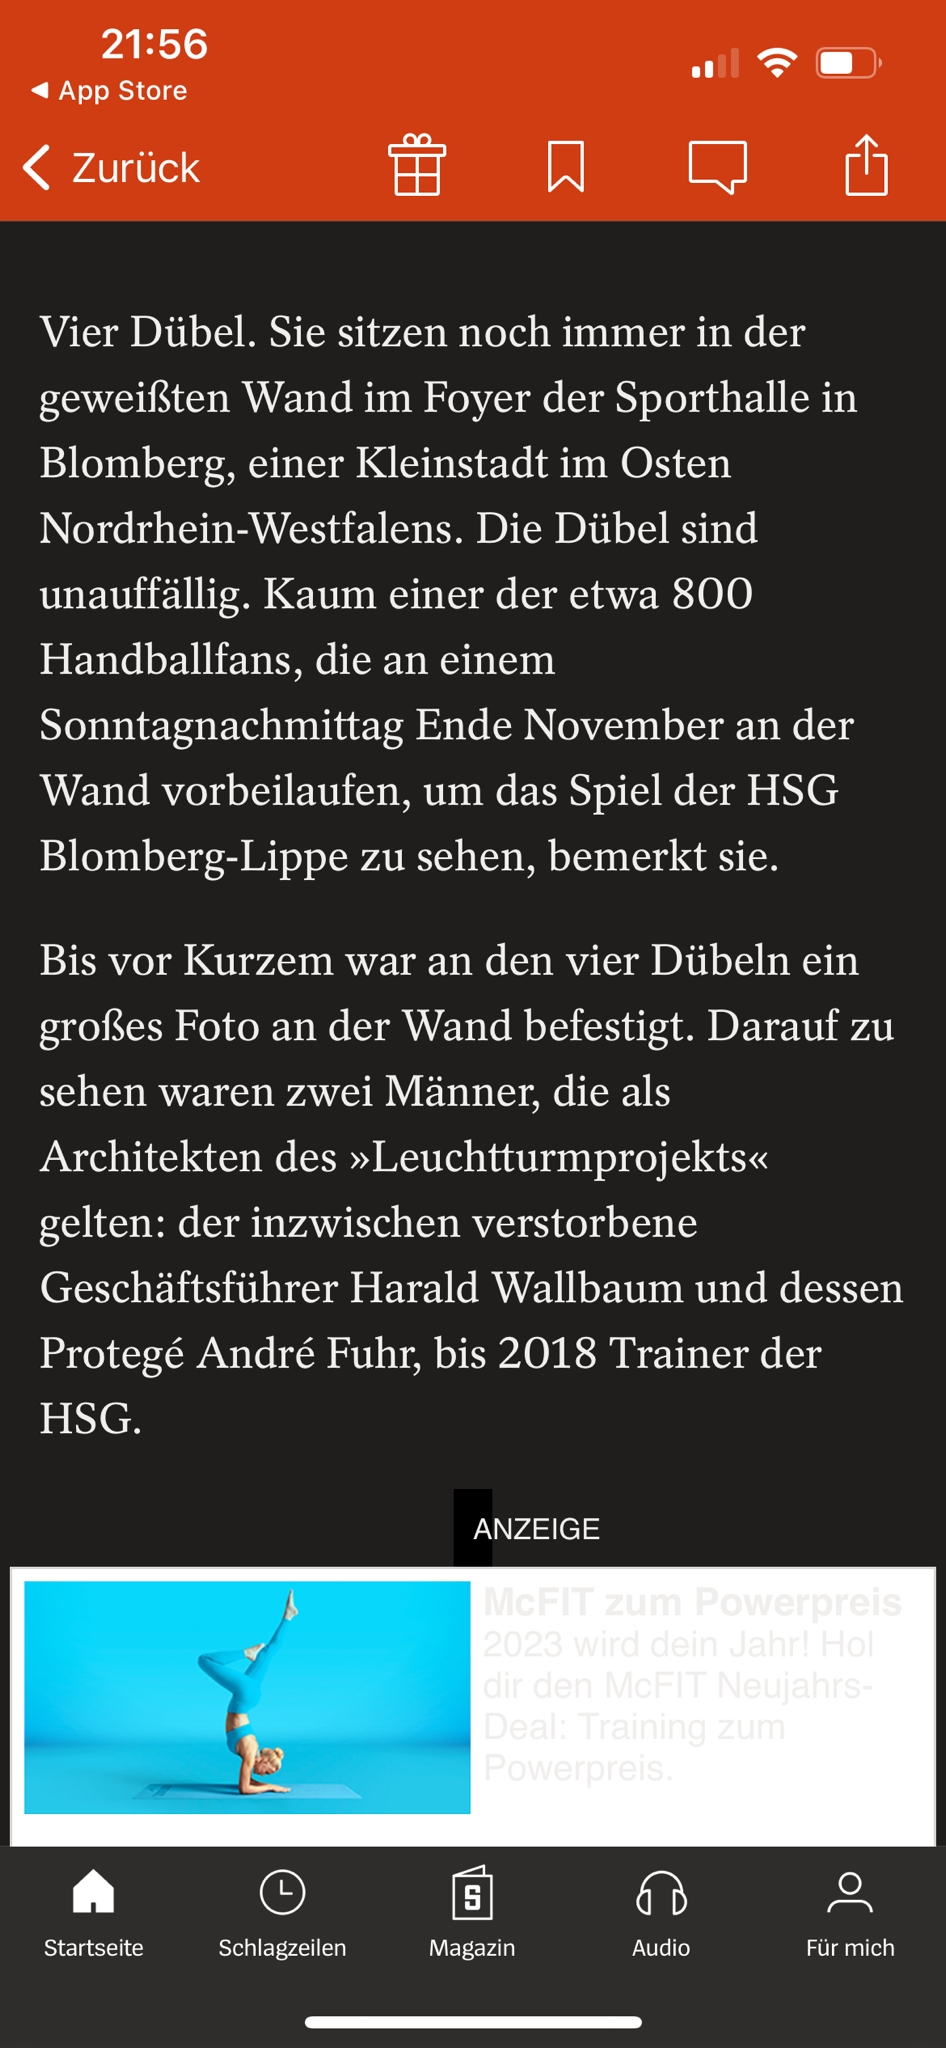 21:56
App Store
Zurück
Vier Dübel. Sie sitzen noch immer in der
geweißten Wand im Foyer der Sporthalle in
Blomberg, einer Kleinstadt im Osten
Nordrhein-Westfalens. Die Dübel sind
unauffällig. Kaum einer der etwa 800
Handballfans, die an einem
Sonntagnachmittag Ende November an der
Wand vorbeilaufen, um das Spiel der HSG
Blomberg-Lippe zu sehen, bemerkt sie.
Bis vor Kurzem war an den vier Dübeln ein
großes Foto an der Wand befestigt. Darauf zu
sehen waren zwei Männer, die als
Architekten des »Leuchtturmprojekts«
gelten: der inzwischen verstorbene
Geschäftsführer Harald Wallbaum und dessen
Protegé André Fuhr, bis 2018 Trainer der
HSG.
ANZEIGE
McFIT zum Powerpreis
2023 wird dein Jahr! Hol
dir den McFIT Neujahrs-
Deal: Training zum
Powerpreis.
S
Startseite
Schlagzeilen
Magazin
Audio
Für mich